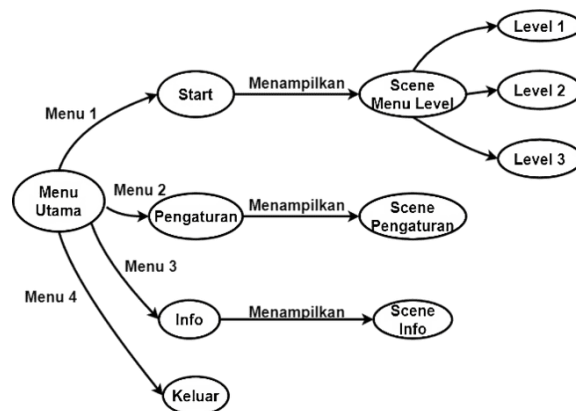 Level 1
Menu 1
Start
Menampilkan
Scene
Menu Level
Level 2
Level 3
Menu
Utama
Menu 2
Pengaturan
Menampilkan
Scene
Pengaturan
Menu 3
Menu 4
Info
Menampilkan
Scene
Info
Keluar